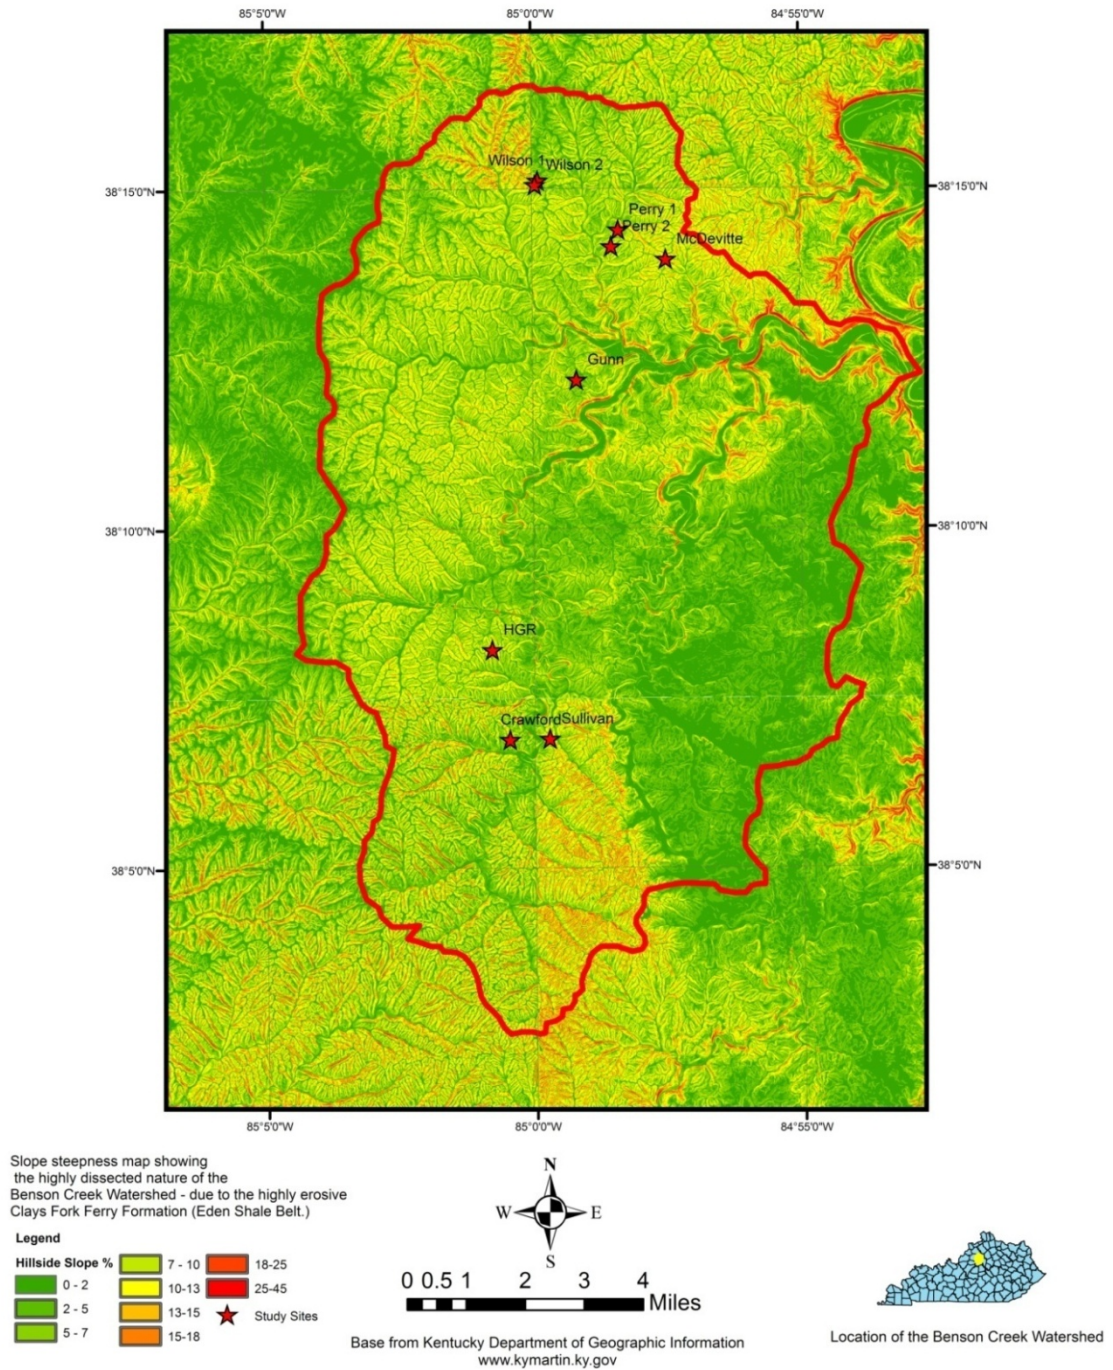 85°5'0"W
85°0'0"W
84°55'0"W
38°15'0"N
38°15'0"N
Wilson 1
Wilson 2
Perry 1
Perry 2
McDevitte
Gunn
38°10'0"N
38°10'0"N
HGR
Crawford
Sullivan
38°5'0"N
38°5'0"N
85°5'0"W
85°0'0"W
84°55'0"W
Slope steepness map showing
the highly dissected nature of the
Benson Creek Watershed - due to the highly erosive
Clays Fork Ferry Formation (Eden Shale Belt.)
Legend
Hillside Slope %
0 - 2
2 - 5
5 - 7
7 - 10
10-13
13-15
15-18
18-25
25-45
Study Sites
N
W
E
S
0 0.5 1 2 3 4
Miles
Base from Kentucky Department of Geographic Information
www.kymartin.ky.gov
Location of the Benson Creek Watershed